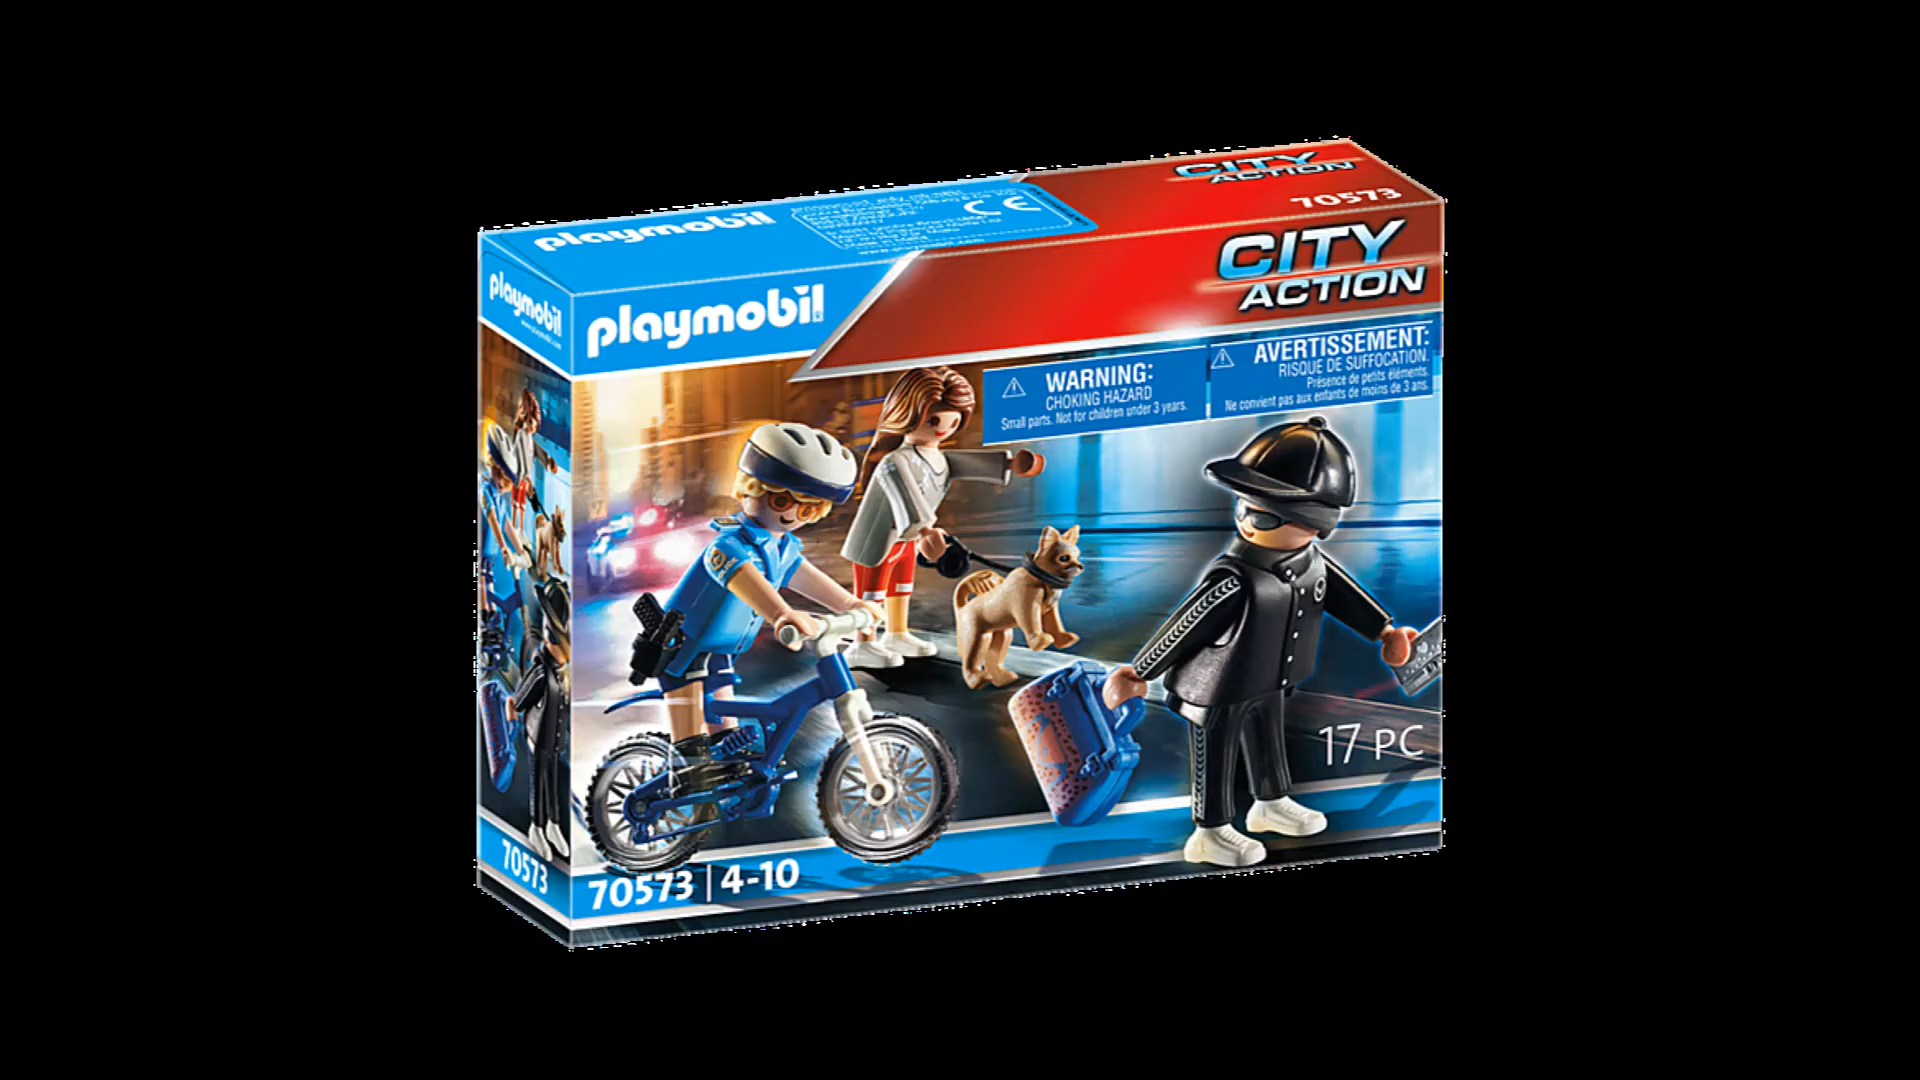 playmobil
CE
CITY
ACTION
70573
playmobil
playmobil
CITY
ACTION
WARNING:
CHOKING HAZARD
Small parts. Not for children under 3 years.
AVERTISSEMENT:
RISQUE DE SUFFOCATION.
Présence de petits éléments.
Ne convient pas aux enfants de moins de 3 ans.
17 PC
70573
70573 | 4-10